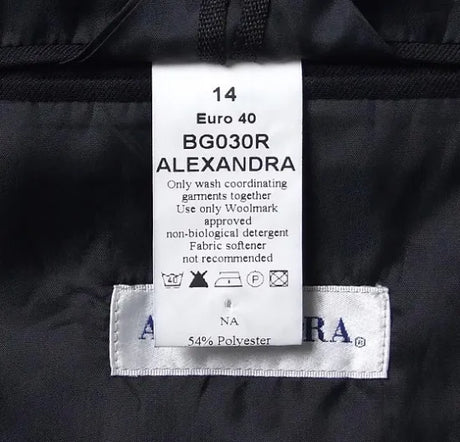 14
Euro 40
BG030R
ALEXANDRA
Only wash coordinating
garments together
Use only Woolmark
approved
non-biological detergent
Fabric softener
not recommended
40 P
NA
54% Polyester